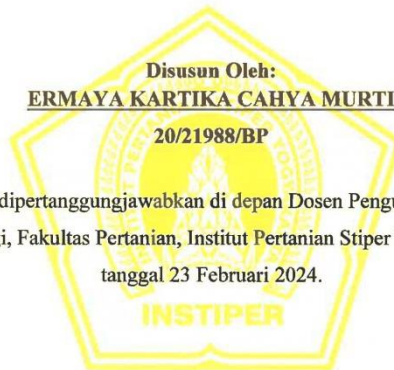 Disusun Oleh:
ERMAYA KARTIKA CAHYA MURTI
20/21988/BP
dipertanggungjawabkan di depan Dosen Pengu
i, Fakultas Pertanian, Institut Pertanian Stiper
tanggal 23 Februari 2024.
INSTIPER